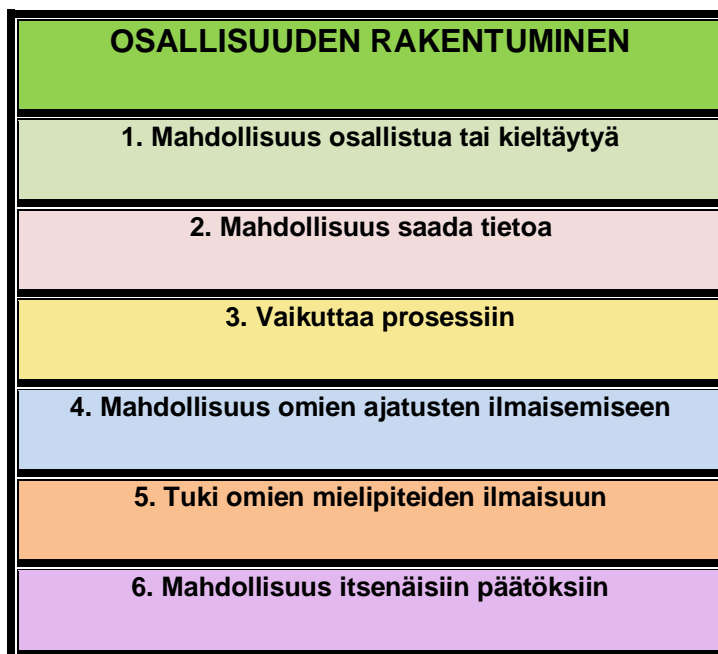 OSALLISUUDEN RAKENTUMINEN
1. Mahdollisuus osallistua tai kieltäytyä
2. Mahdollisuus saada tietoa
3. Vaikuttaa prosessiin
4. Mahdollisuus omien ajatusten ilmaisemiseen
5. Tuki omien mielipiteiden ilmaisuun
6. Mahdollisuus itsenäisiin päätöksiin